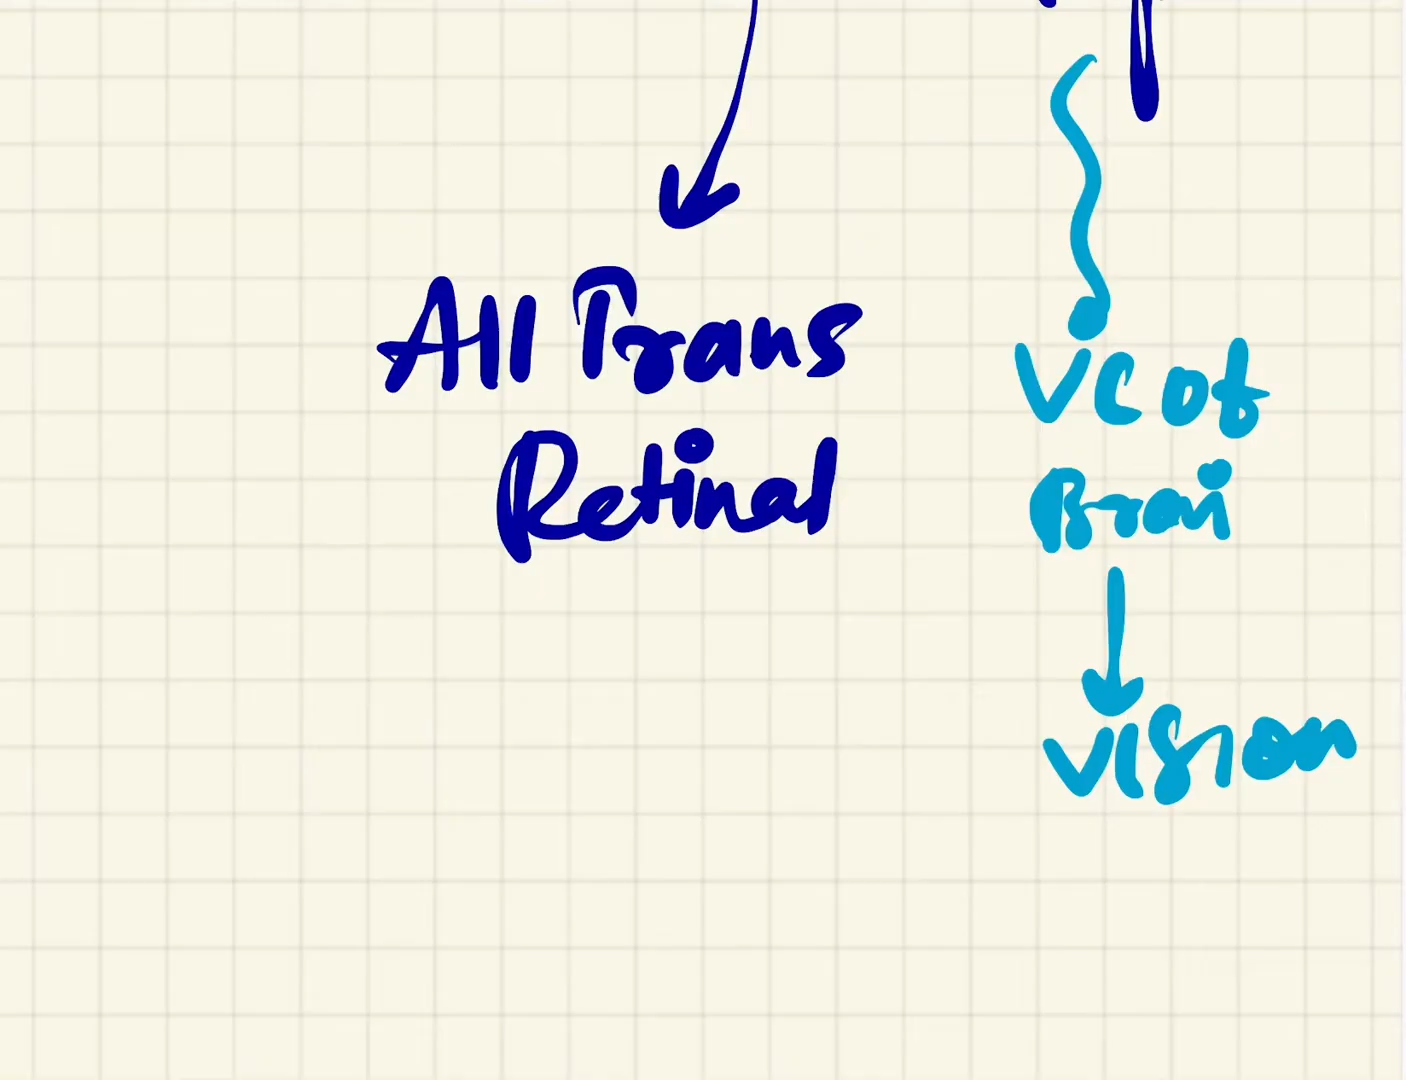 All Trans
Retinal
VC of
Brai
vision